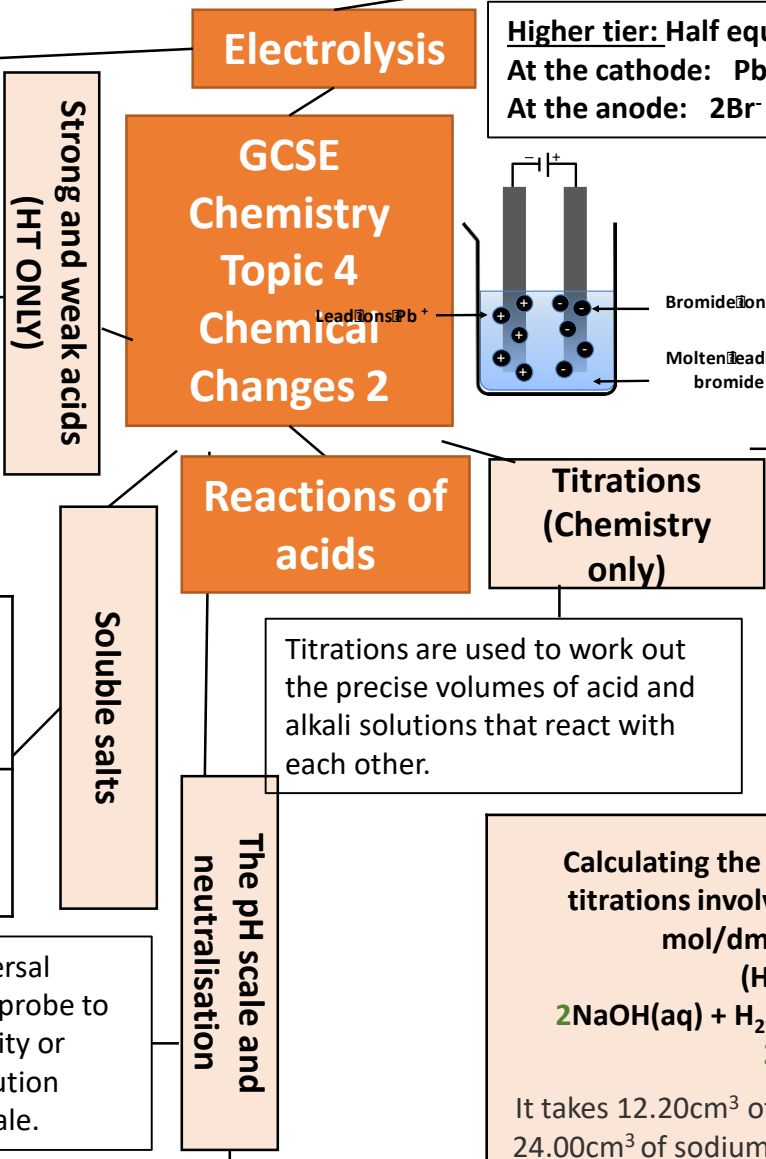 Electrolysis
Higher tier: Half equ
At the cathode: Pb
At the anode: 2Br-
Strong and weak acids
(HT ONLY)
GCSE
Chemistry
Topic 4
Chemical
Changes 2
− +
Lead ions Pb +
Bromide ion
Molten lead
bromide
Reactions of
acids
Titrations
(Chemistry
only)
Soluble salts
Titrations are used to work out
the precise volumes of acid and
alkali solutions that react with
each other.
The pH scale and
neutralisation
ersal
probe to
ity or
ution
ale.
Calculating the
titrations involv
mol/dm
(H
2NaOH(aq) + H2
It takes 12.20cm3 of
24.00cm3 of sodium